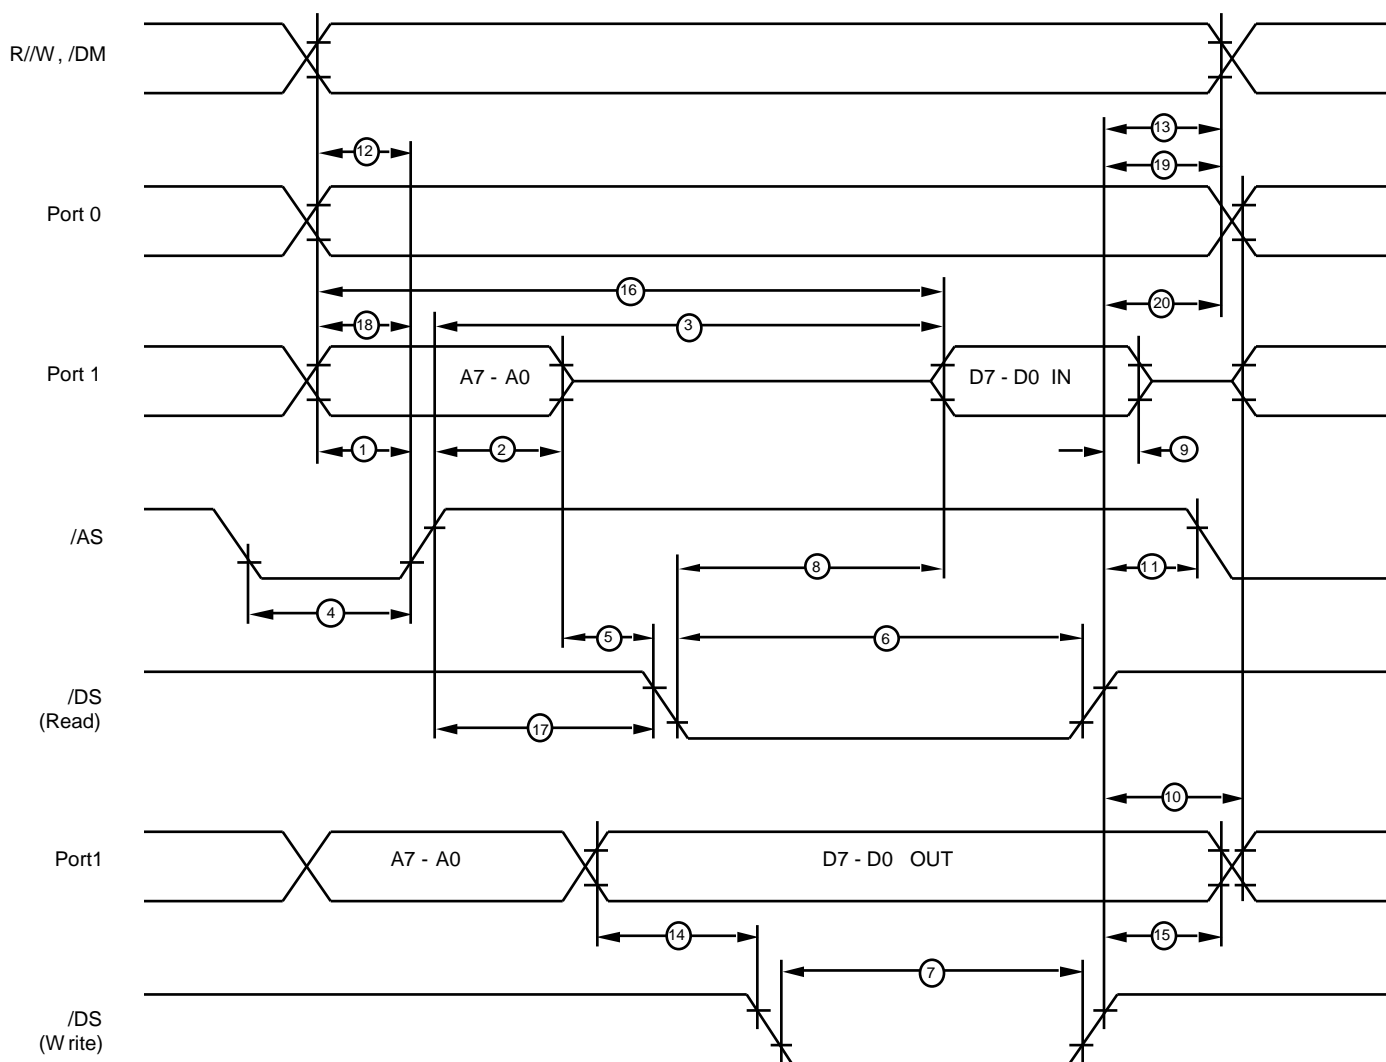 R//W, /DM
13
12
19
Port 0
16
20
18
3
Port 1
A7 - A0
D7 - D0 IN
1
2
9
/AS
8
11
4
5
6
/DS
(Read)
17
10
Port1
A7 - A0
D7 - D0 OUT
14
15
7
/DS
(Write)